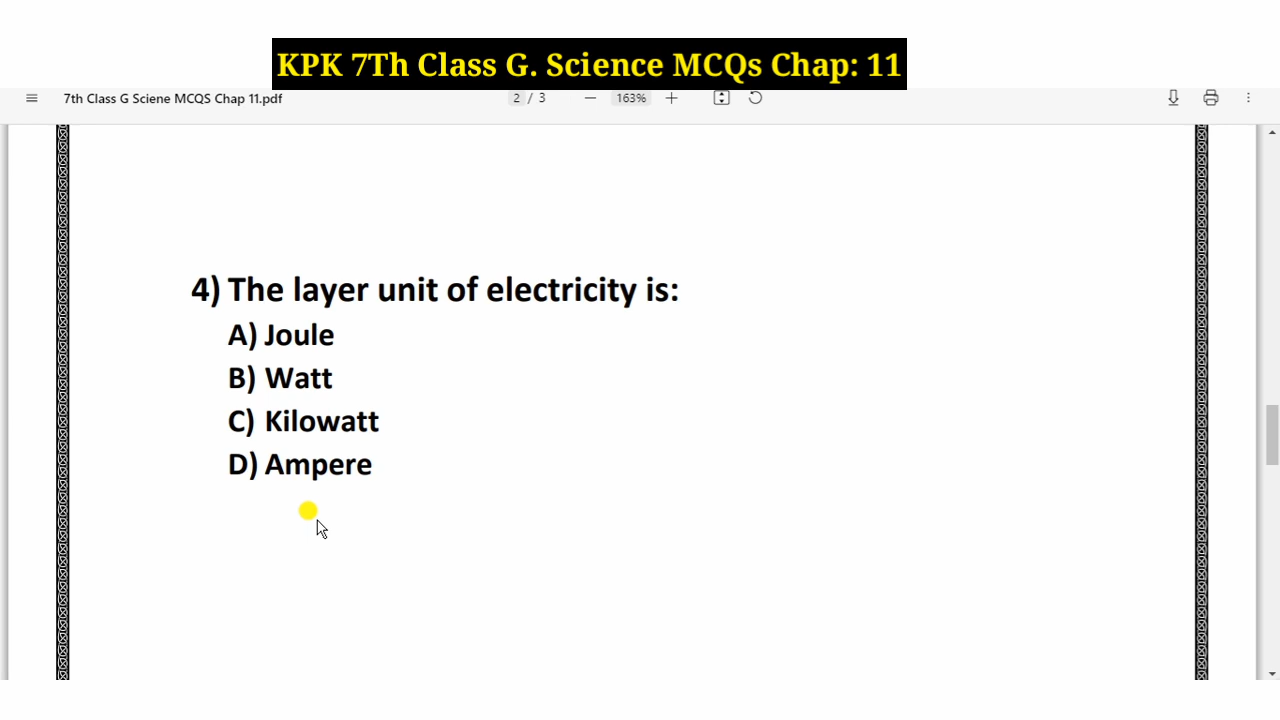 KPK 7Th Class G. Science MCQs Chap: 11
7th Class G Sciene MCQS Chap 11.pdf 2 / 3 163%
4) The layer unit of electricity is:
A) Joule
B) Watt
C) Kilowatt
D) Ampere